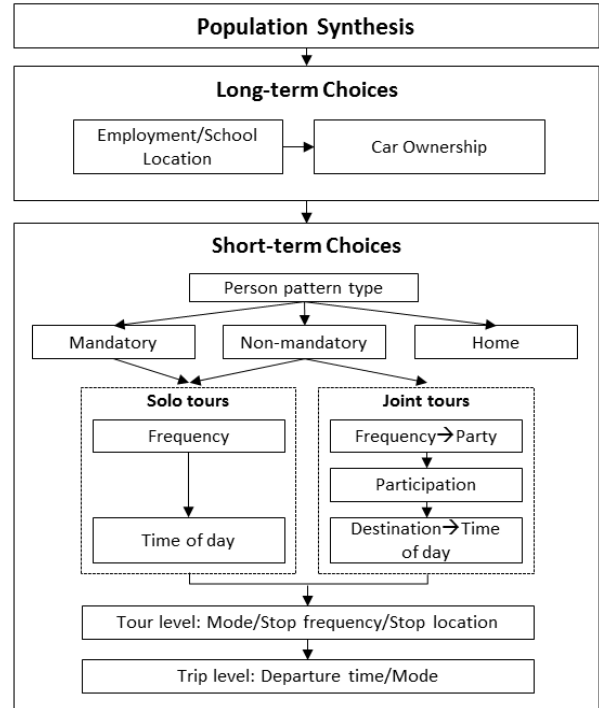 Population Synthesis
Long-term Choices
Employment/School
Location
Car Ownership
Short-term Choices
Person pattern type
Mandatory
Non-mandatory
Home
Solo tours
Frequency
Time of day
Joint tours
Frequency→Party
Participation
Destination→Time
of day
Tour level: Mode/Stop frequency/Stop location
Trip level: Departure time/Mode